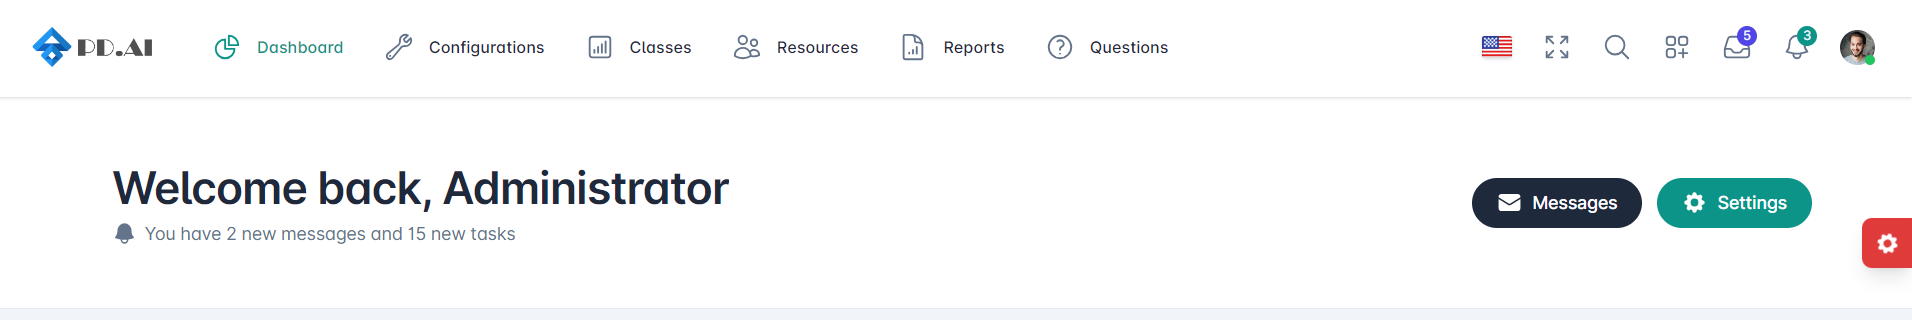 PD.AI Dashboard Configurations Classes Resources Reports Questions 5 3
Welcome back, Administrator
You have 2 new messages and 15 new tasks
Messages Settings